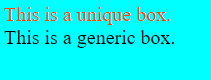 This is a unique box.
This is a generic box.